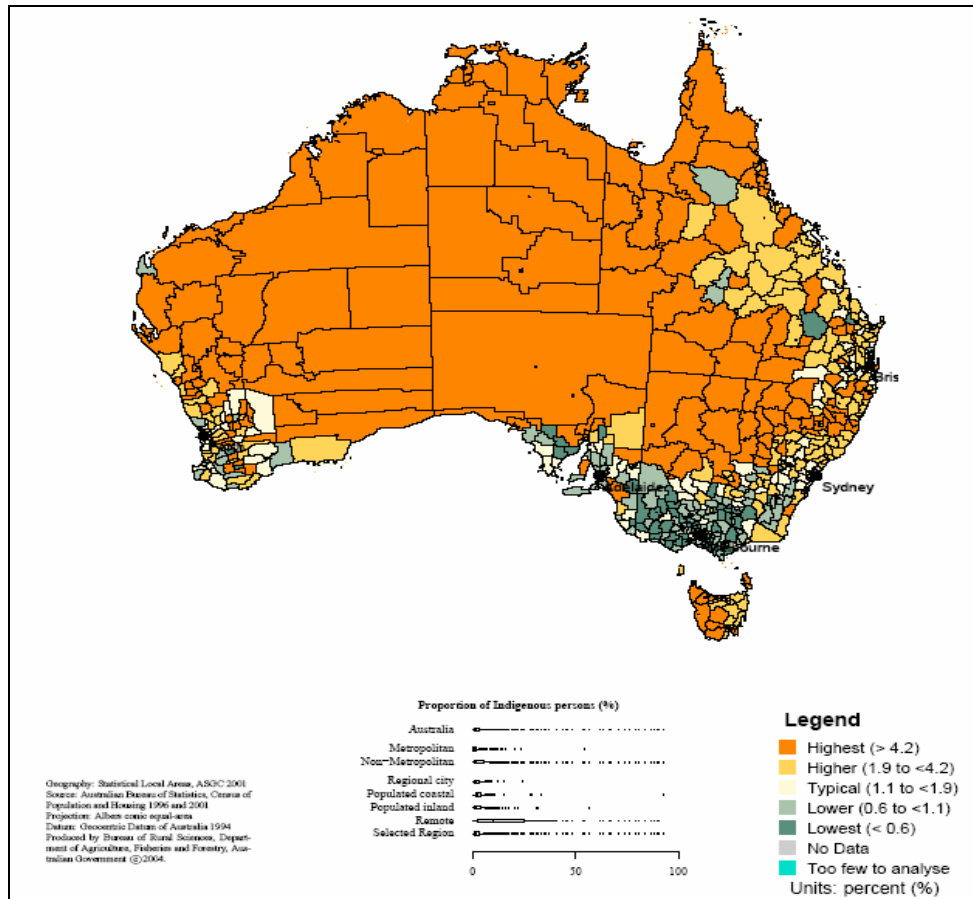 Bris
Sydney
Adelaide
bourne
Proportion of Indigenous persons (%)
Australia
Metropolitan
Non-Metropolitan
Regional city
Populated coastal
Populated inland
Remote
Selected Region
0
50
100
Geography: Statistical Local Areas, ASGC 2001
Source: Australian Bureau of Statistics, Census of
Population and Housing 1996 and 2001
Projection: Albers conic equal-area
Datum: Geocentric Datum of Australia 1994
Produced by Bureau of Rural Sciences, Depart-
ment of Agriculture, Fisheries and Forestry, Aus-
tralian Government ©2004.
Legend
Highest (> 4.2)
Higher (1.9 to <4.2)
Typical (1.1 to <1.9)
Lower (0.6 to <1.1)
Lowest (< 0.6)
No Data
Too few to analyse
Units: percent (%)